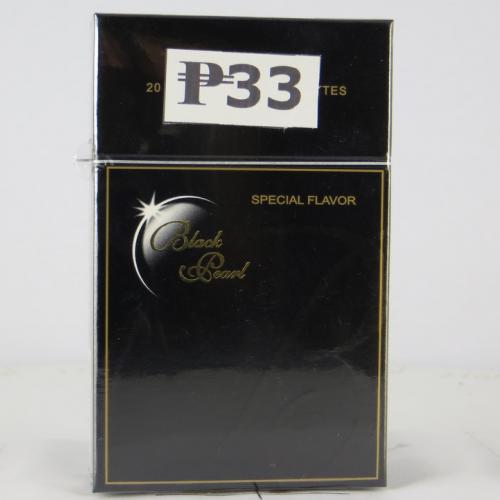 20
₱33
TES
SPECIAL FLAVOR
Black
Pearl